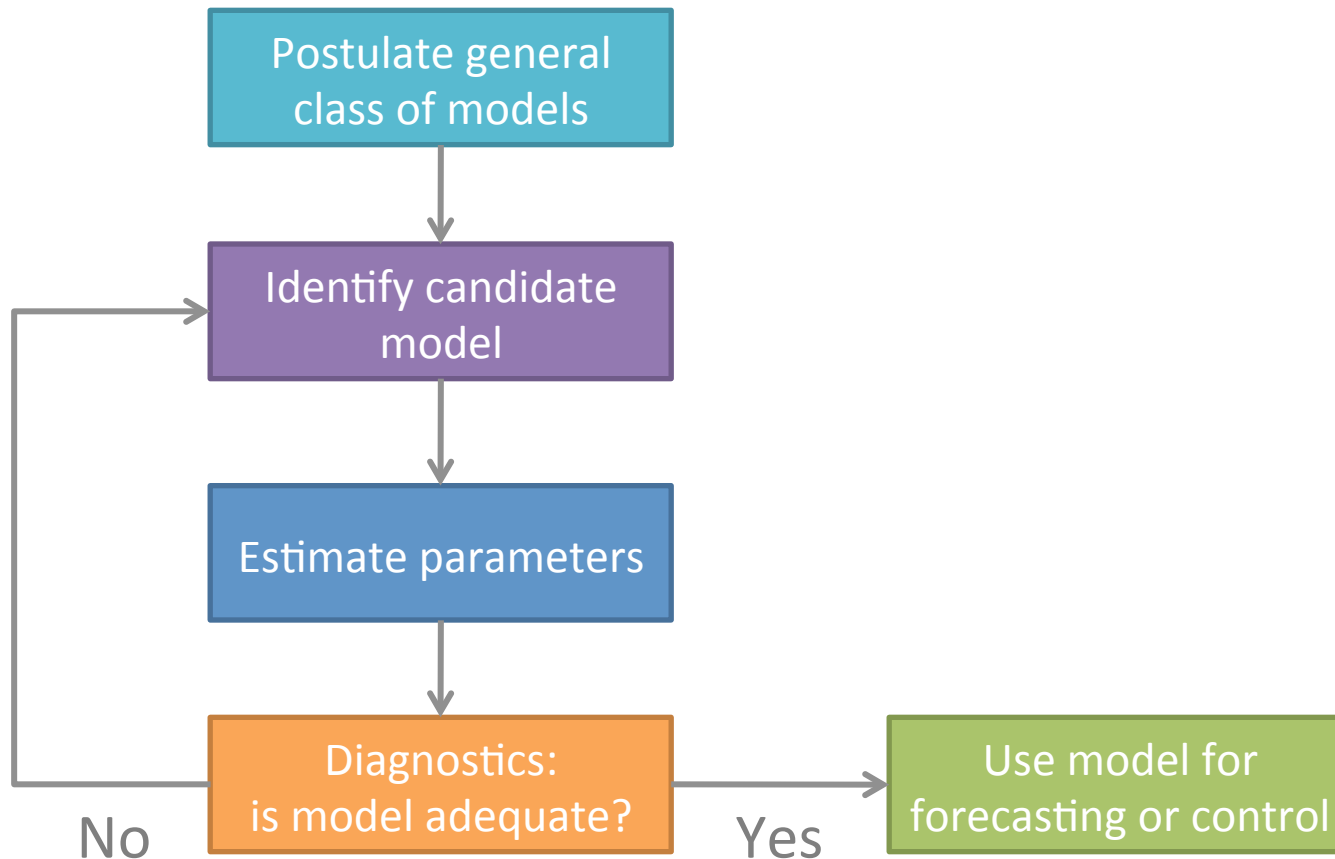 Postulate general
class of models
Identify candidate
model
Estimate parameters
Diagnostics:
is model adequate?
Use model for
forecasting or control
No
Yes